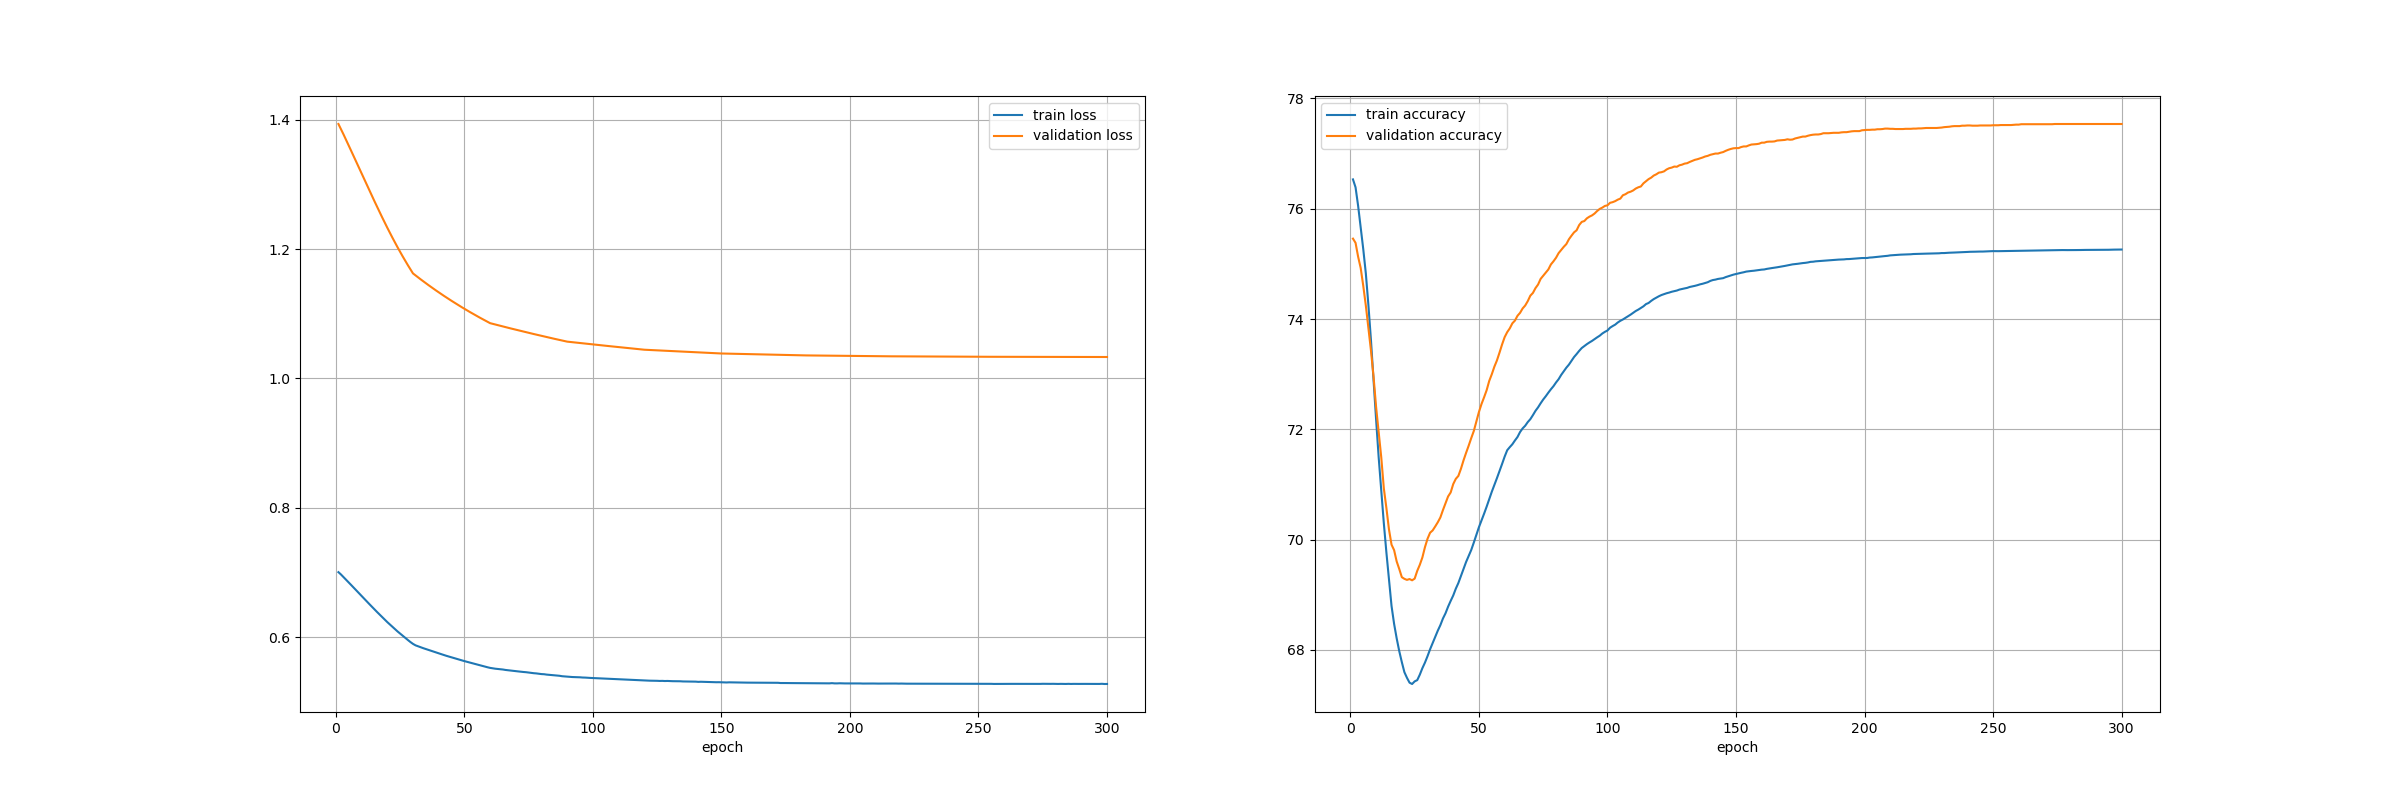 1.4
1.2
1.0
0.8
0.6
0 50 100 150 200 250 300
epoch
train loss
validation loss
78
76
74
72
70
68
0 50 100 150 200 250 300
epoch
train accuracy
validation accuracy